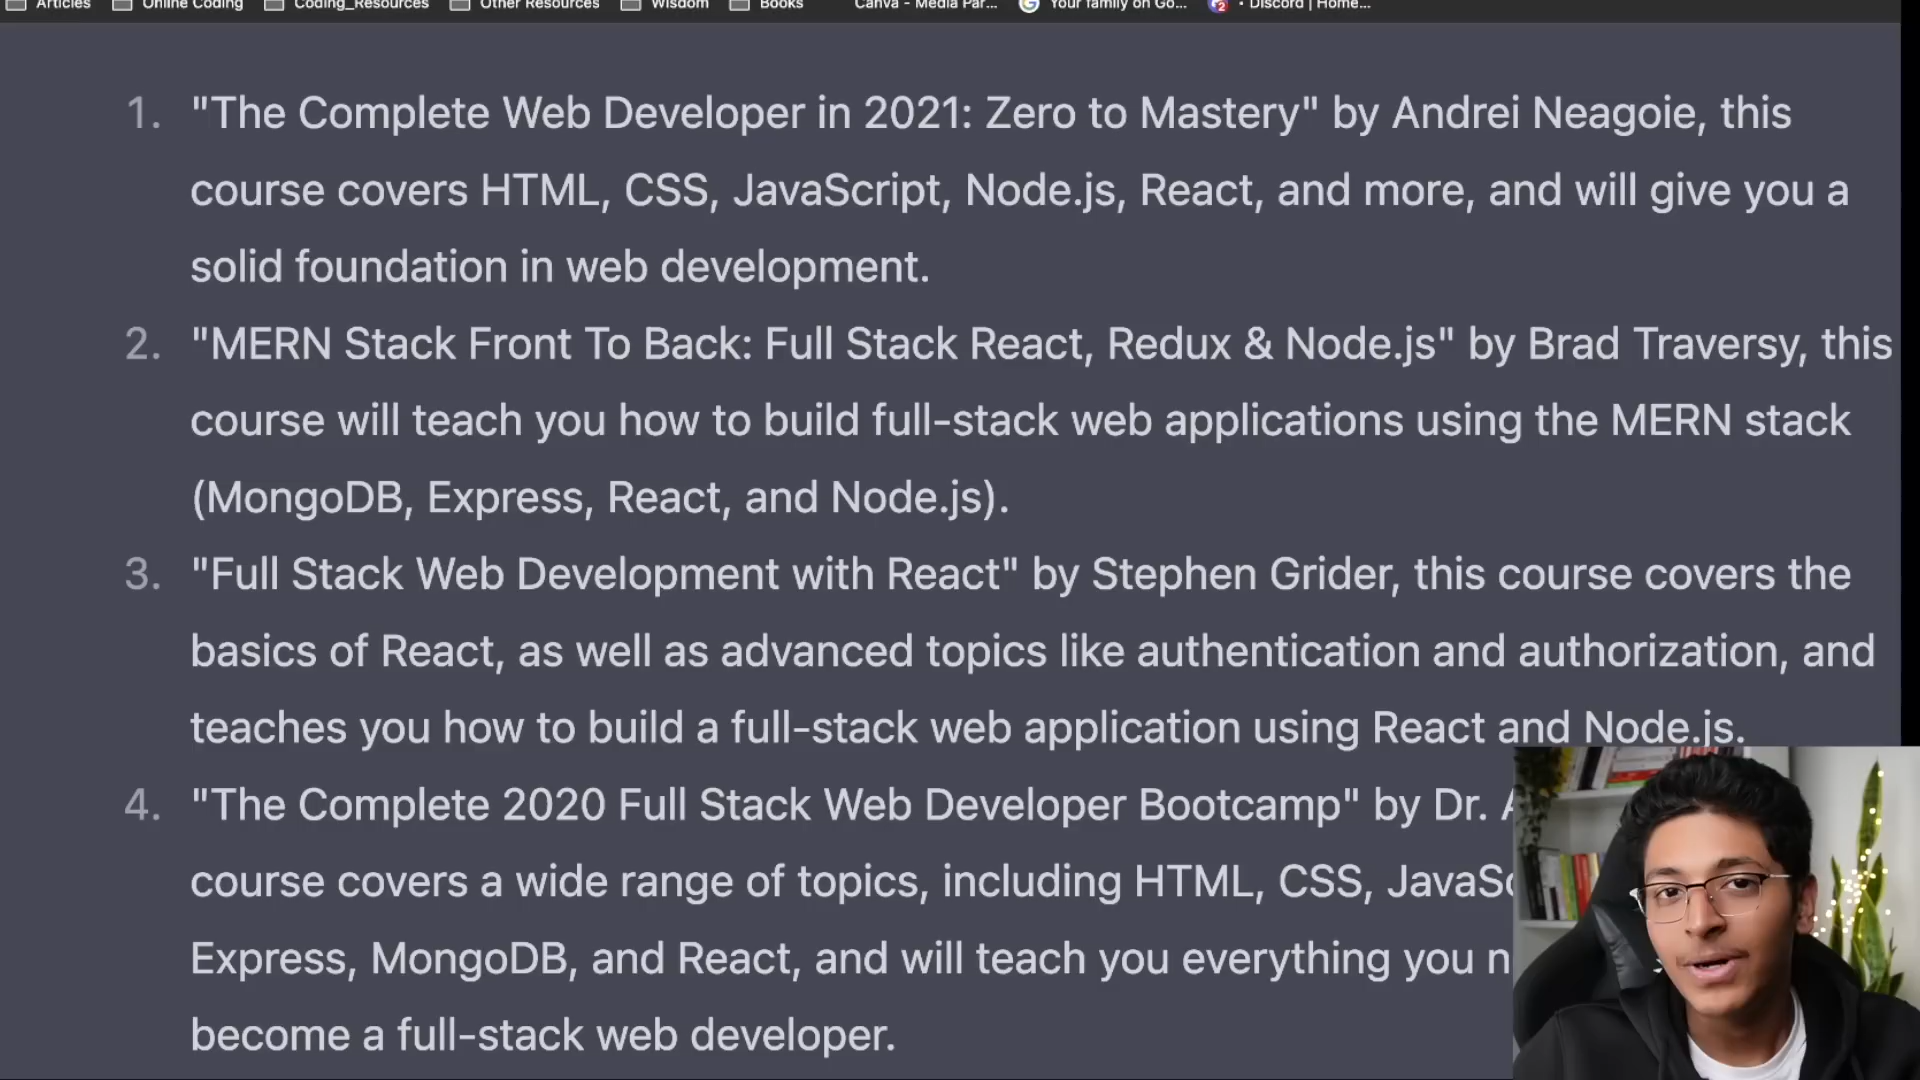 Articles Online Coding Coding_Resources Other Resources Wisdom Books Canva - Media Par... Your family on Go... 2 • Discord | Home...
1. "The Complete Web Developer in 2021: Zero to Mastery" by Andrei Neagoie, this
course covers HTML, CSS, JavaScript, Node.js, React, and more, and will give you a
solid foundation in web development.
2. "MERN Stack Front To Back: Full Stack React, Redux & Node.js" by Brad Traversy, this
course will teach you how to build full-stack web applications using the MERN stack
(MongoDB, Express, React, and Node.js).
3. "Full Stack Web Development with React" by Stephen Grider, this course covers the
basics of React, as well as advanced topics like authentication and authorization, and
teaches you how to build a full-stack web application using React and Node.js.
4. "The Complete 2020 Full Stack Web Developer Bootcamp" by Dr.
course covers a wide range of topics, including HTML, CSS,
Express, MongoDB, and React, and will teach you everything you
become a full-stack web developer.